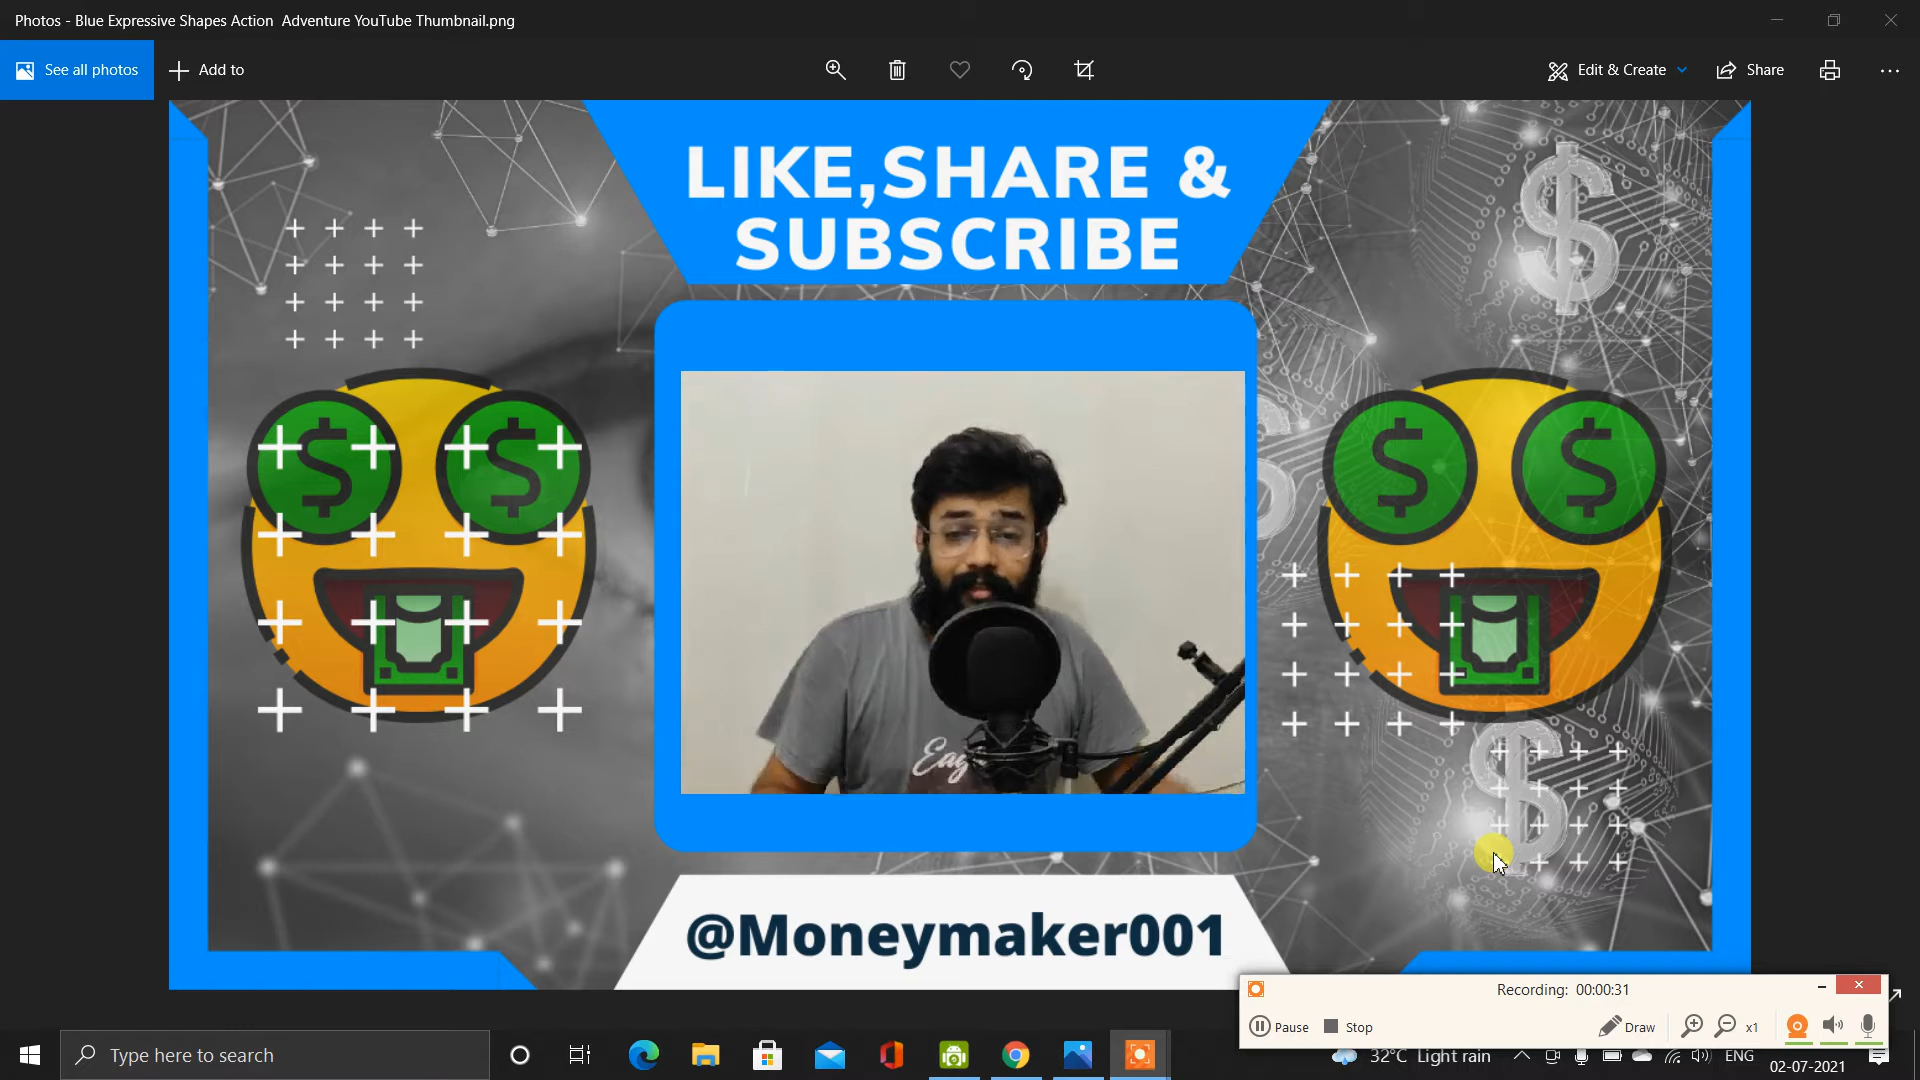 Photos - Blue Expressive Shapes Action  Adventure YouTube Thumbnail.png
See all photos
Add to
Edit & Create
Share
LIKE,SHARE &
SUBSCRIBE
$ $
$ $
Eag
@Moneymaker001
Recording: 00:00:31
Pause
Stop
Draw
x1
Type here to search
32°C Light rain
ENG
02-07-2021